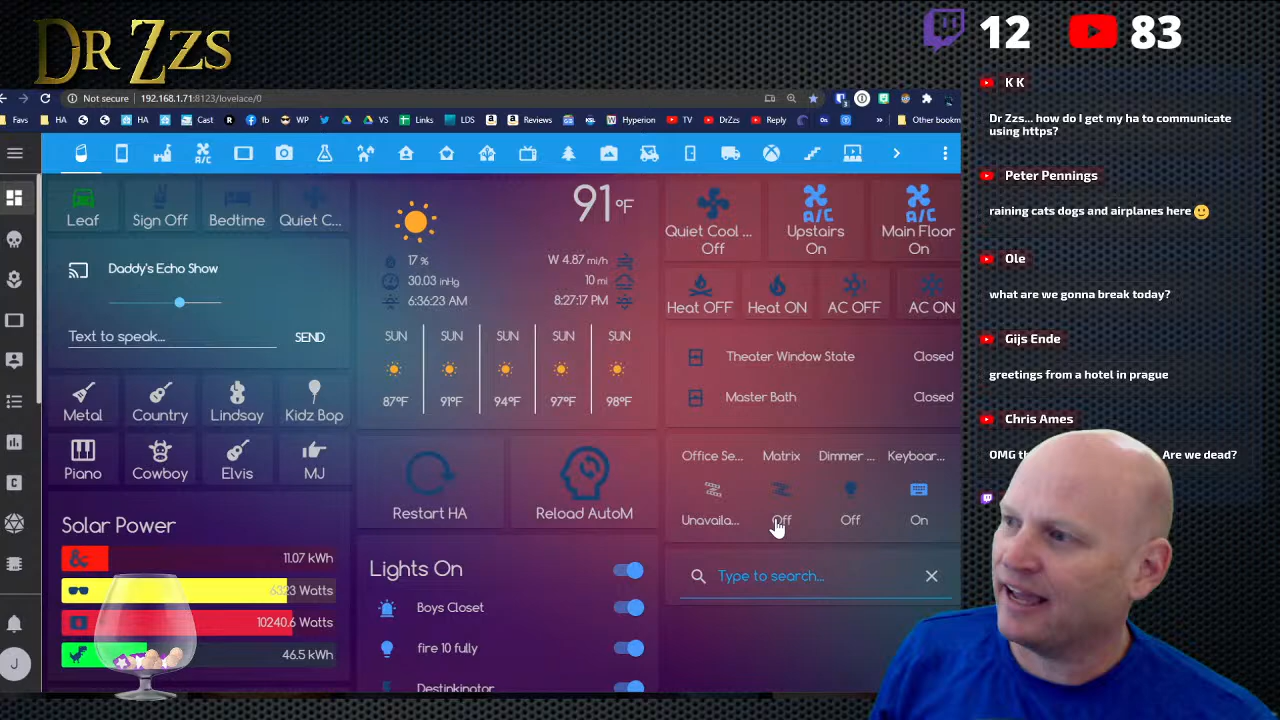 DR ZZS
12
83
Not secure
192.168.1.71:8123/lovelace/0
Favs
HA
HA
Cast
fb
WP
VS
Links
LDS
Reviews
Hyperion
TV
DrZzs
Reply
Other bookm
A/C
Leaf
Sign Off
Bedtime
Quiet C...
Daddy's Echo Show
Text to speak...
SEND
Metal
Country
Lindsay
Kidz Bop
Piano
Cowboy
Elvis
MJ
Solar Power
11.07 kWh
6323 Watts
10240.6 Watts
46.5 kWh
J
91 °F
17 %
W 4.87 mi/h
30.03 inHg
10 mi
6:36:23 AM
8:27:17 PM
SUN SUN SUN SUN SUN
87°F 91°F 94°F 97°F 98°F
Restart HA
Reload AutoM
Lights On
Boys Closet
fire 10 fully
Destinkinator
A/C
A/C
Quiet Cool ...
Off
Upstairs
On
Main Floor
On
Heat OFF
Heat ON
AC OFF
AC ON
Theater Window State
Closed
Master Bath
Closed
Office Se...
Matrix
Dimmer ...
Keyboar...
Unavaila...
Off
Off
On
Type to search...
K K
Dr Zzs... how do I get my ha to communicate
using https?
Peter Pennings
raining cats dogs and airplanes here 🙂
Ole
what are we gonna break today?
Gijs Ende
greetings from a hotel in prague
Chris Ames
Are we dead?